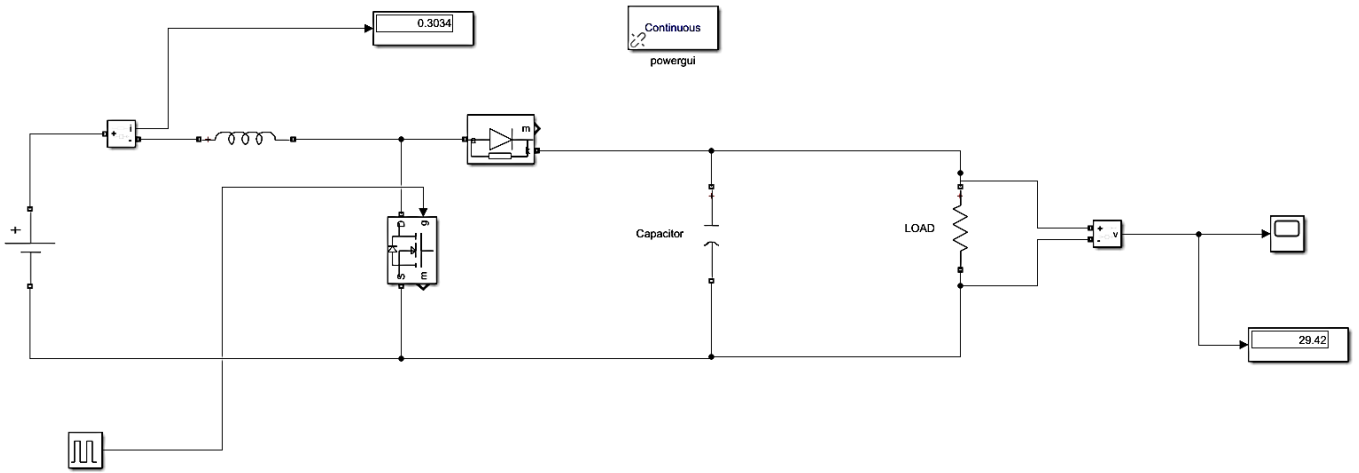 0.3034
Continuous
powergui
+
i
-
+
m
+
D
g
S
m
Capacitor
+
LOAD
+
+
-
v
29.42